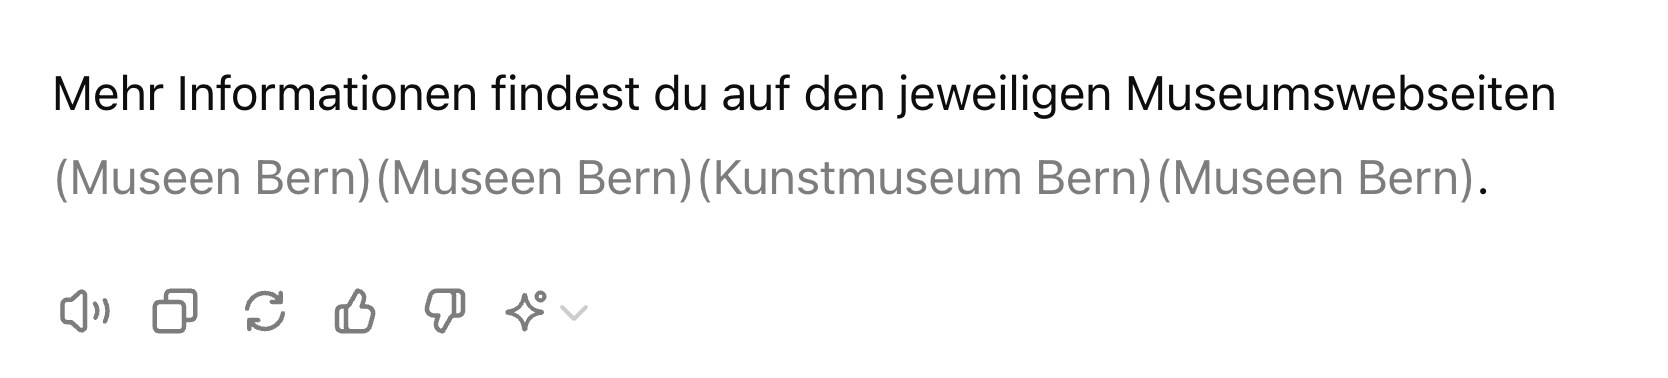 Mehr Informationen findest du auf den jeweiligen Museumswebseiten
(Museen Bern)(Museen Bern)(Kunstmuseum Bern)(Museen Bern).